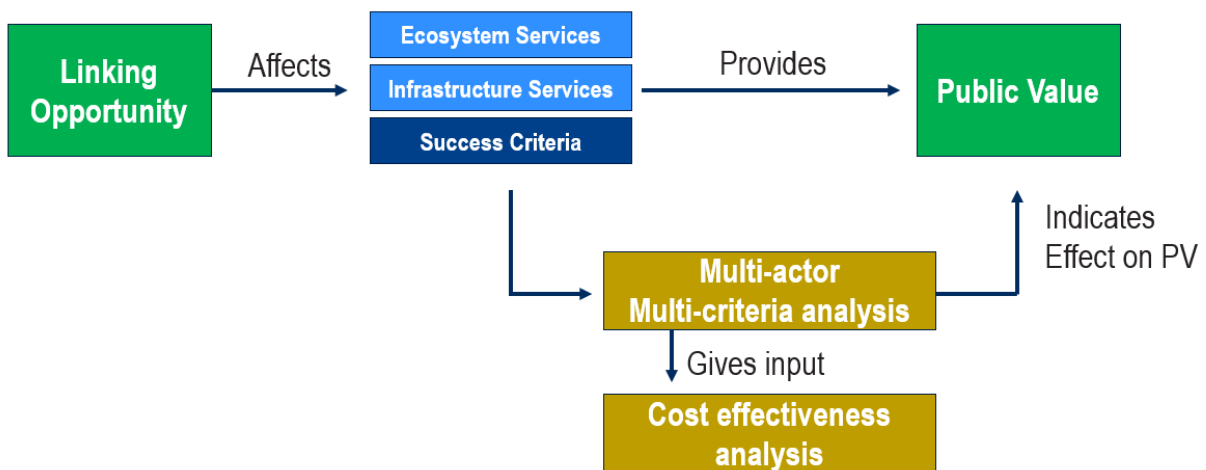 Linking
Opportunity
Affects
Ecosystem Services
Infrastructure Services
Success Criteria
Provides
Public Value
Multi-actor
Multi-criteria analysis
Indicates
Effect on PV
Gives input
Cost effectiveness
analysis